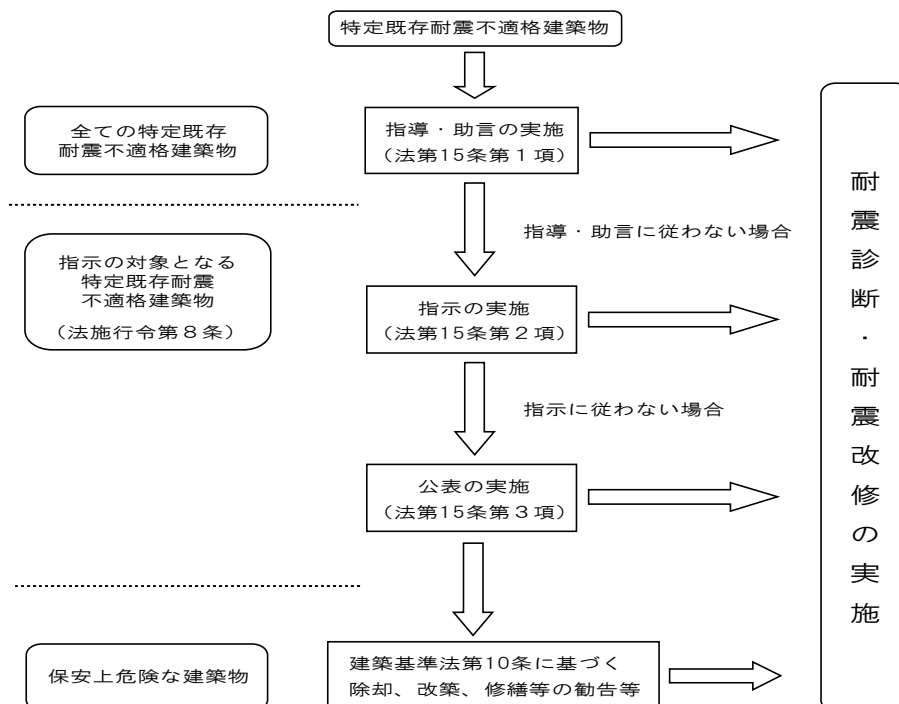 特定既存耐震不適格建築物
全ての特定既存
耐震不適格建築物
指導・助言の実施
(法第15条第1項)
指導・助言に従わない場合
指示の対象となる
特定既存耐震
不適格建築物
(法施行令第8条)
指示の実施
(法第15条第2項)
指示に従わない場合
公表の実施
(法第15条第3項)
保安上危険な建築物
建築基準法第10条に基づく
除却、改築、修繕等の勧告等
耐震診断・耐震改修の実施